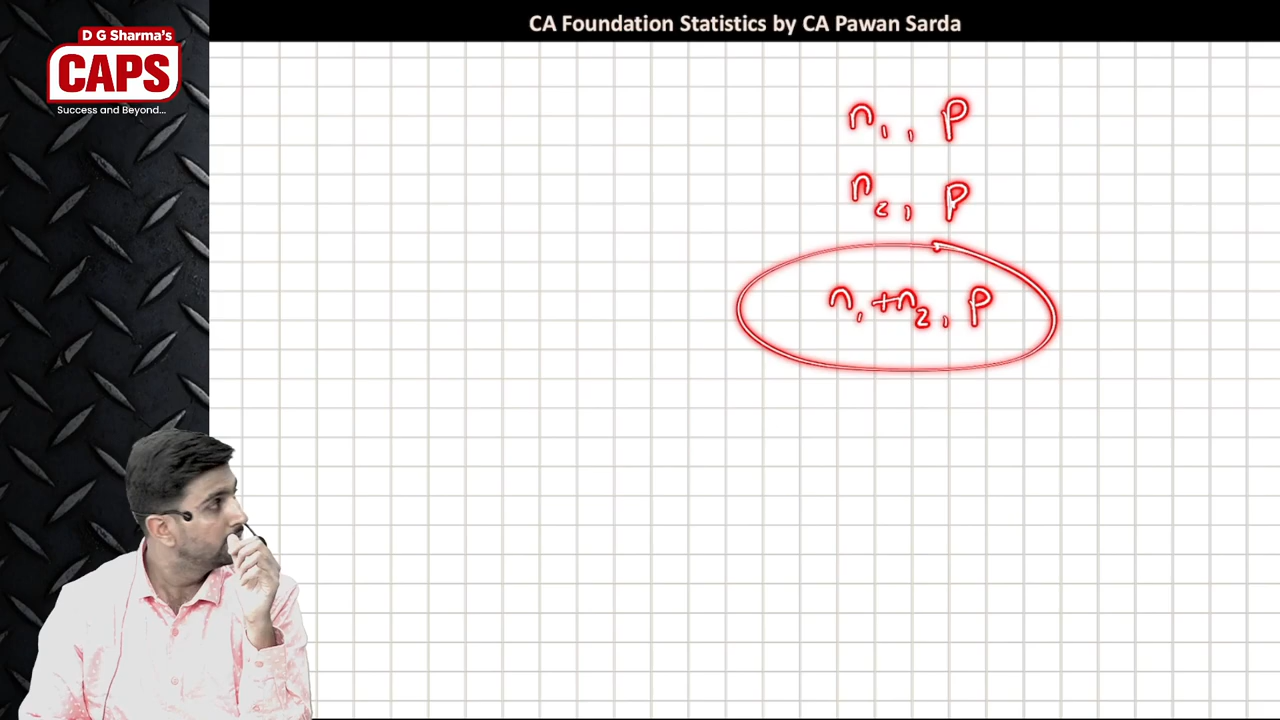 CA Foundation Statistics by CA Pawan Sarda
D G Sharma's
CAPS
Success and Beyond...
n₁, P
n₂, P
n₁+n₂, P